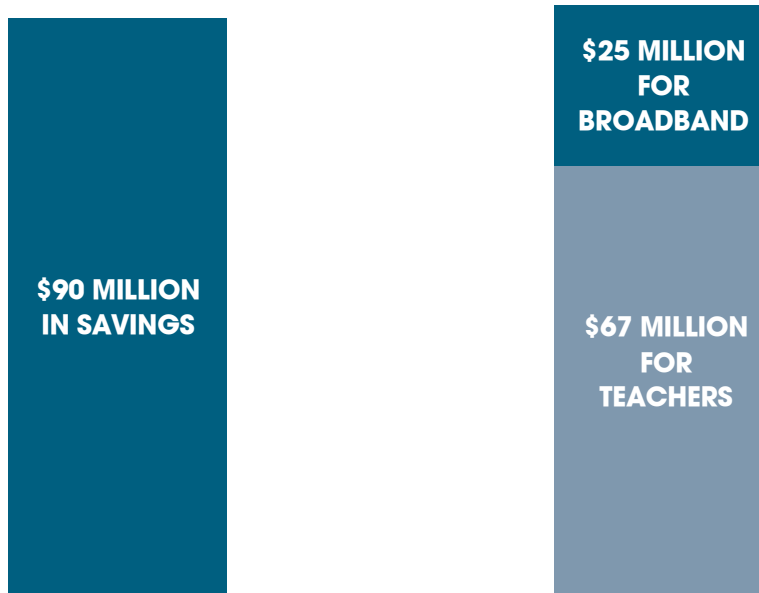 $90 MILLION
IN SAVINGS
$25 MILLION
FOR
BROADBAND
$67 MILLION
FOR
TEACHERS